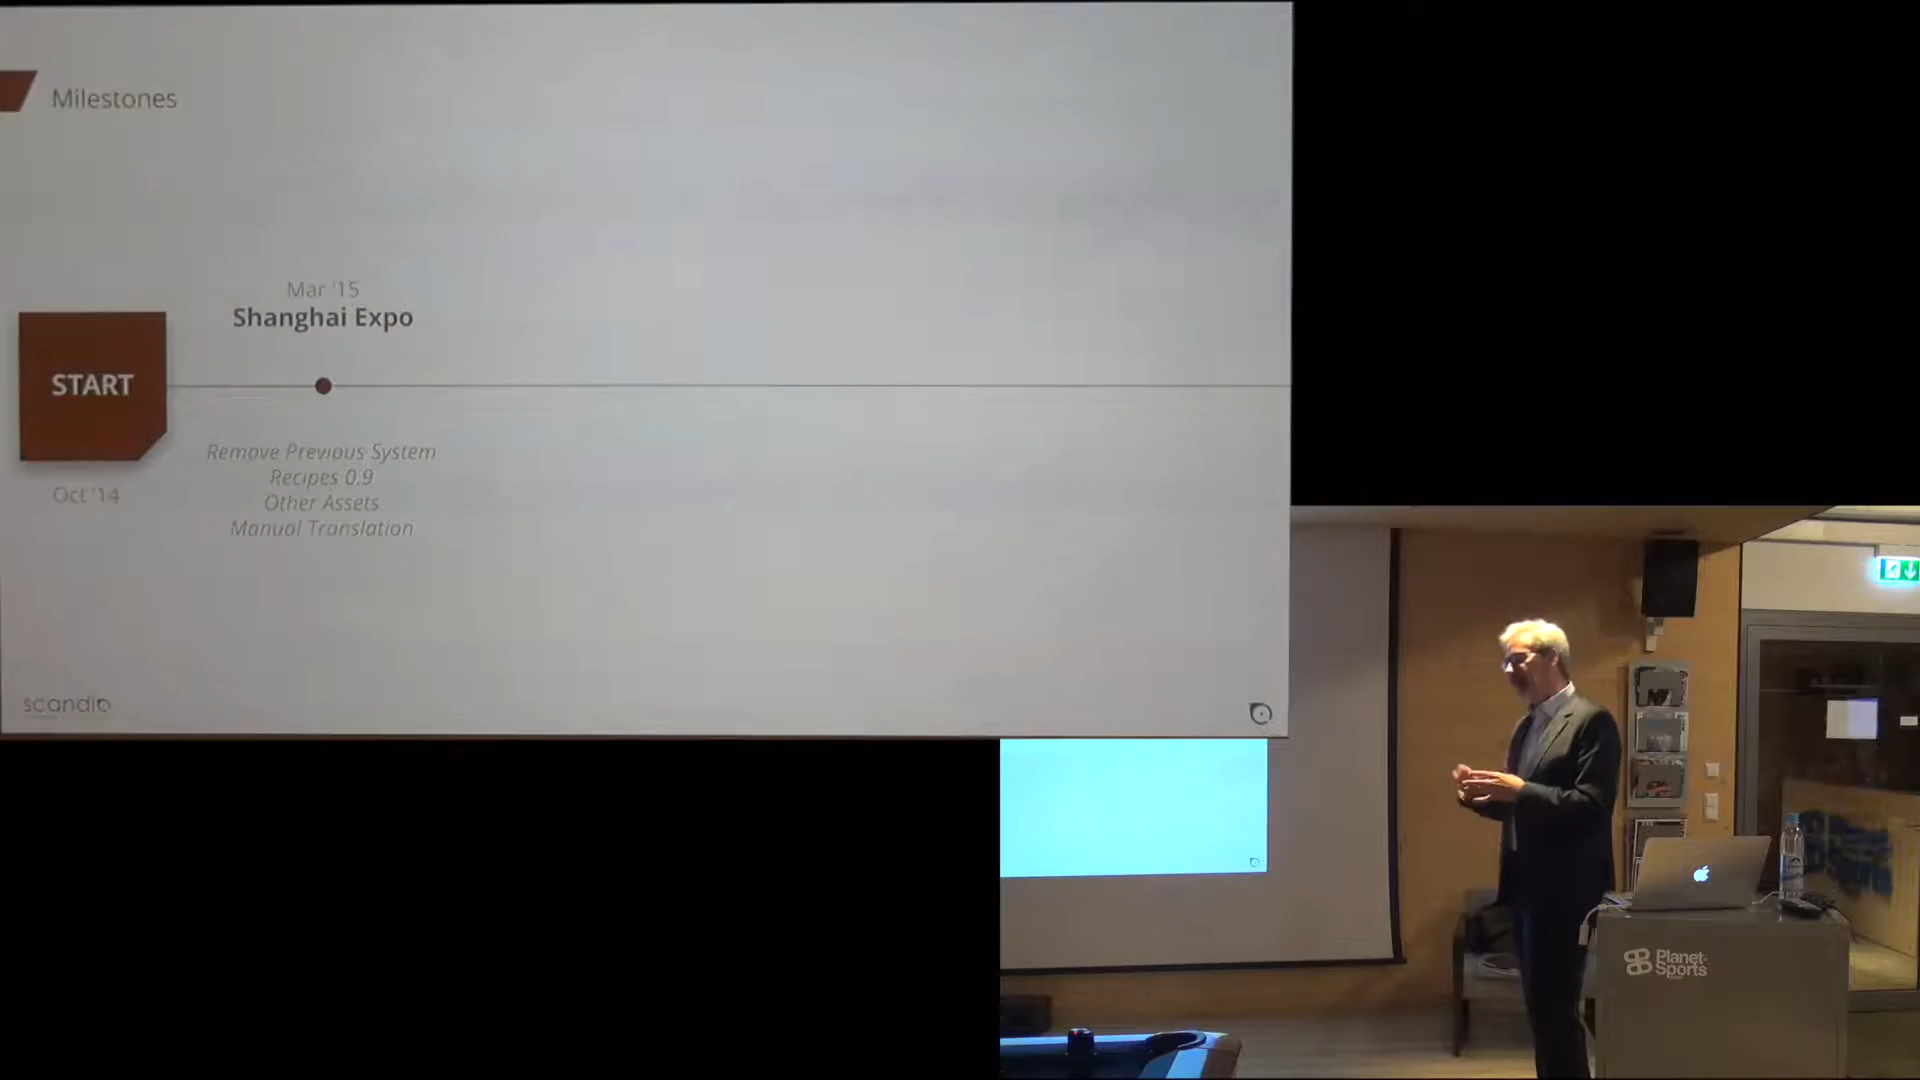 Milestones
Mar '15
Shanghai Expo
START
Oct '14
Remove Previous System
Recipes 0.9
Other Assets
Manual Translation
scandio
Planet-
Sports